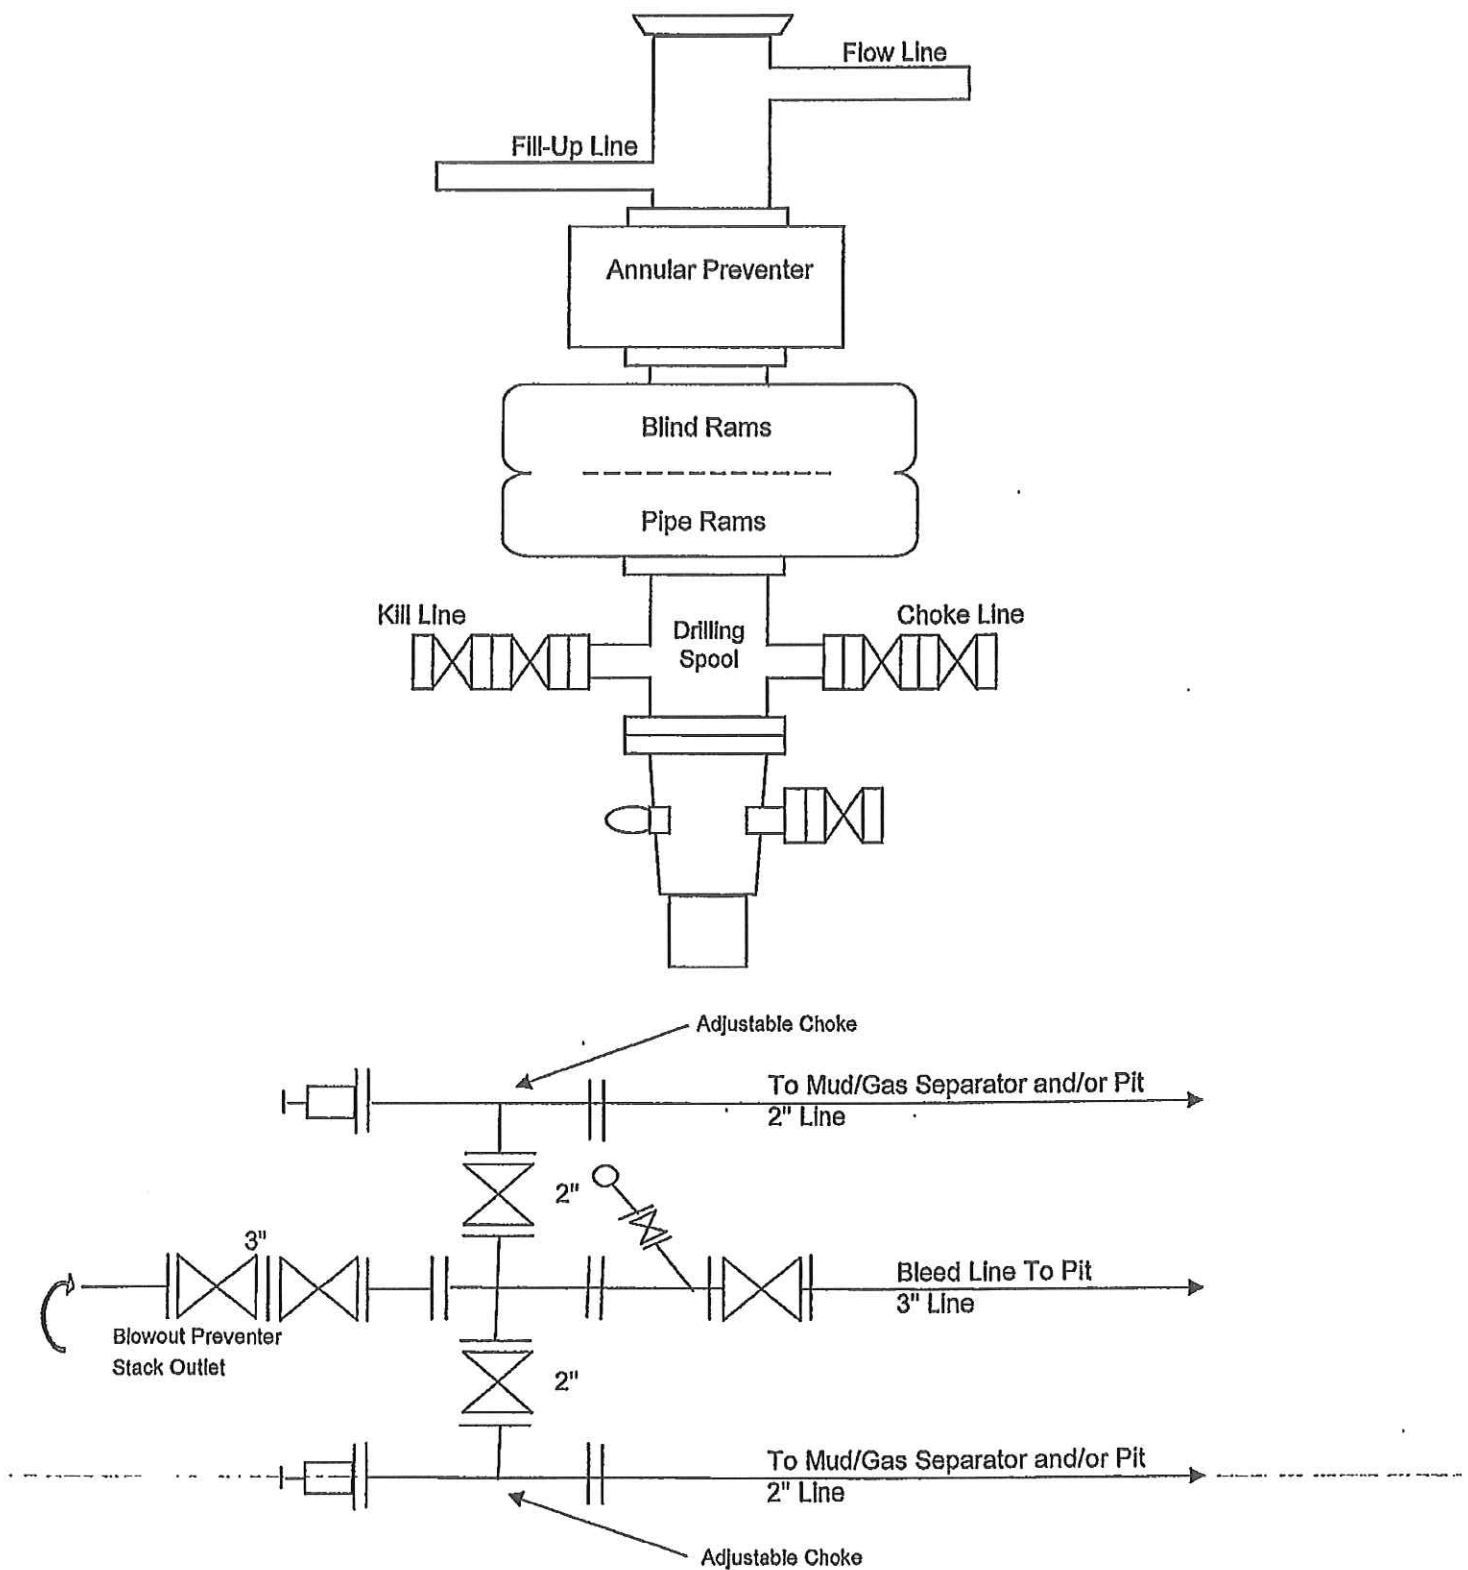 Flow Line
Fill-Up Line
Annular Preventer
Blind Rams
Pipe Rams
Kill Line
Choke Line
Drilling
Spool
Adjustable Choke
To Mud/Gas Separator and/or Pit
2" Line
2"
3"
Bleed Line To Pit
3" Line
Blowout Preventer
Stack Outlet
2"
To Mud/Gas Separator and/or Pit
2" Line
Adjustable Choke